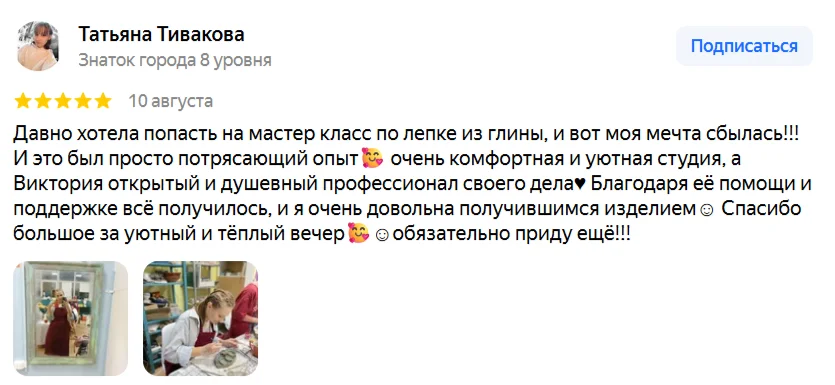 Татьяна Тивакова
Знаток города 8 уровня
Подписаться
10 августа
Давно хотела попасть на мастер класс по лепке из глины, и вот моя мечта сбылась!!!
И это был просто потрясающий опыт🥰 очень комфортная и уютная студия, а
Виктория открытый и душевный профессионал своего дела♥ Благодаря её помощи и
поддержке всё получилось, и я очень довольна получившимся изделием☺ Спасибо
большое за уютный и тёплый вечер🥰☺обязательно приду ещё!!!